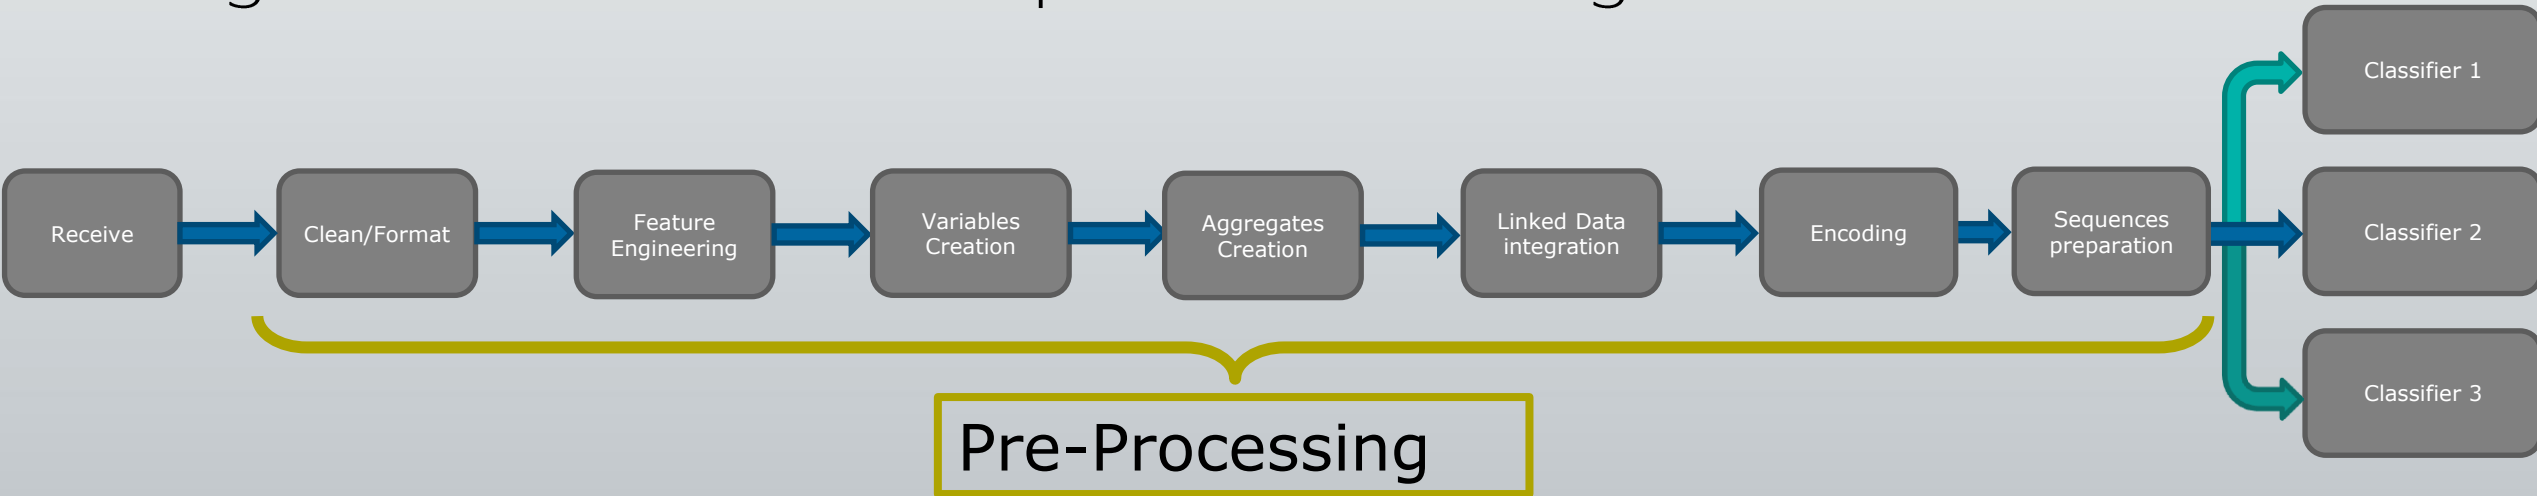 Receive
Clean/Format
Feature
Engineering
Variables
Creation
Aggregates
Creation
Linked Data
integration
Encoding
Sequences
preparation
Classifier 1
Classifier 2
Classifier 3
Pre-Processing